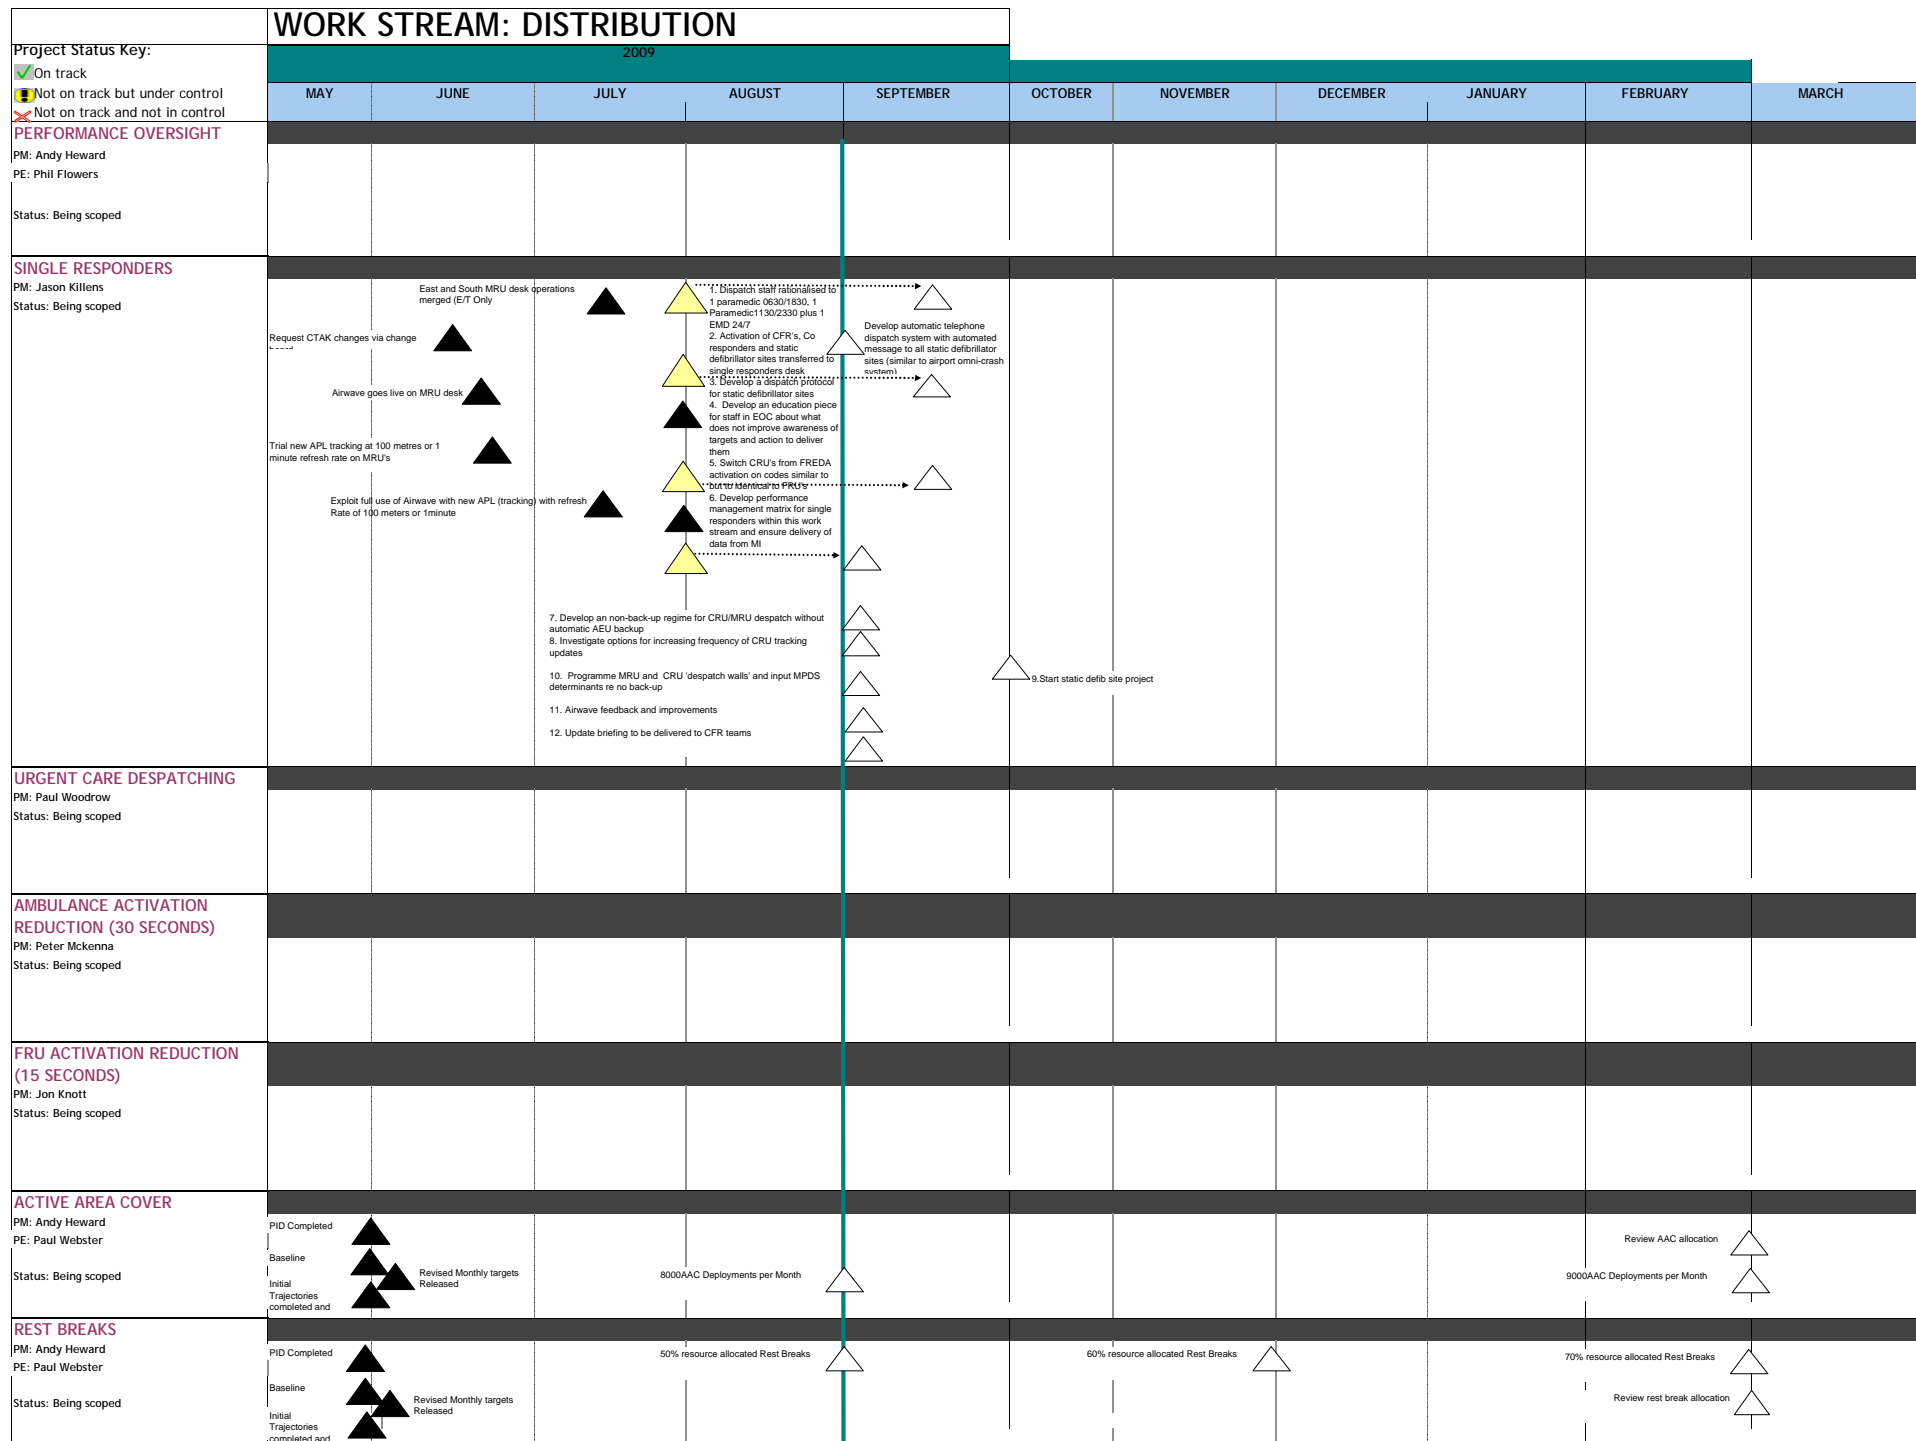 WORK STREAM: DISTRIBUTION
Project Status Key:
On track
Not on track but under control
Not on track and not in control
2009
MAY JUNE JULY AUGUST SEPTEMBER OCTOBER NOVEMBER DECEMBER JANUARY FEBRUARY MARCH
PERFORMANCE OVERSIGHT
PM: Andy Heward
PE: Phil Flowers
Status: Being scoped
SINGLE RESPONDERS
PM: Jason Killens
Status: Being scoped
East and South MRU desk operations
merged (E/T Only
Request CTAK changes via change
board
Airwave goes live on MRU desk
Trial new APL tracking at 100 metres or 1
minute refresh rate on MRU's
Exploit full use of Airwave with new APL (tracking) with refresh
Rate of 100 meters or 1minute
1. Dispatch staff rationalised to
1 paramedic 0630/1830, 1
Paramedic1130/2330 plus 1
EMD 24/7
2. Activation of CFR's, Co
responders and static
defibrillator sites transferred to
single responders desk
3. Develop a dispatch protocol
for static defibrillator sites
4. Develop an education piece
for staff in EOC about what
does not improve awareness of
targets and action to deliver
them
5. Switch CRU's from FREDA
activation on codes similar to
but to identical to FRU's
6. Develop performance
management matrix for single
responders within this work
stream and ensure delivery of
data from MI
Develop automatic telephone
dispatch system with automated
message to all static defibrillator
sites (similar to airport omni-crash
system)
7. Develop an non-back-up regime for CRU/MRU despatch without
automatic AEU backup
8. Investigate options for increasing frequency of CRU tracking
updates
9.Start static defib site project
10. Programme MRU and CRU 'despatch walls' and input MPDS
determinants re no back-up
11. Airwave feedback and improvements
12. Update briefing to be delivered to CFR teams
URGENT CARE DESPATCHING
PM: Paul Woodrow
Status: Being scoped
AMBULANCE ACTIVATION
REDUCTION (30 SECONDS)
PM: Peter Mckenna
Status: Being scoped
FRU ACTIVATION REDUCTION
(15 SECONDS)
PM: Jon Knott
Status: Being scoped
ACTIVE AREA COVER
PM: Andy Heward
PE: Paul Webster
Status: Being scoped
PID Completed
Baseline
Initial
Trajectories
completed and
Revised Monthly targets
Released
8000AAC Deployments per Month
Review AAC allocation
9000AAC Deployments per Month
REST BREAKS
PM: Andy Heward
PE: Paul Webster
Status: Being scoped
PID Completed
Baseline
Initial
Trajectories
completed and
Revised Monthly targets
Released
50% resource allocated Rest Breaks
60% resource allocated Rest Breaks
70% resource allocated Rest Breaks
Review rest break allocation